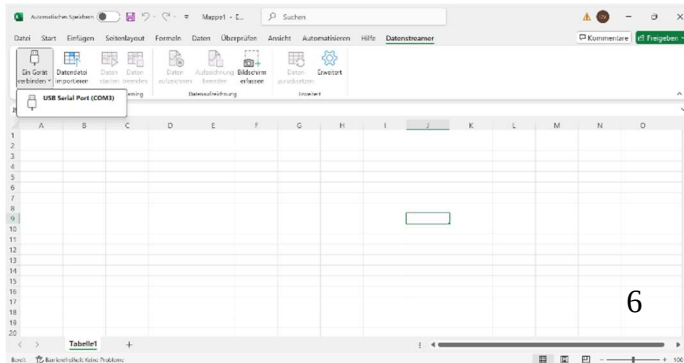 Automatisches Speichern
Mappe1 - E...
Suchen
Datei Start Einfügen Seitenlayout Formeln Daten Überprüfen Ansicht Automatisieren Hilfe Datenstreamer
Kommentare Freigeben
Ein Gerät verbinden
Datendatei importieren
Daten starten
Daten beenden
Daten aufzeichnen
Aufzeichnung beenden
Bildschirm erfassen
Daten zurücksetzen
Erweitert
Datenaufzeichnung
Erweitert
USB Serial Port (COM3)
A B C D E F G H I J K L M N O
1
2
3
4
5
6
7
8
9
10
11
12
13
14
15
16
17
18
19
20
6
Tabelle1 +
Bereit Barrierefreiheit: Keine Probleme
100